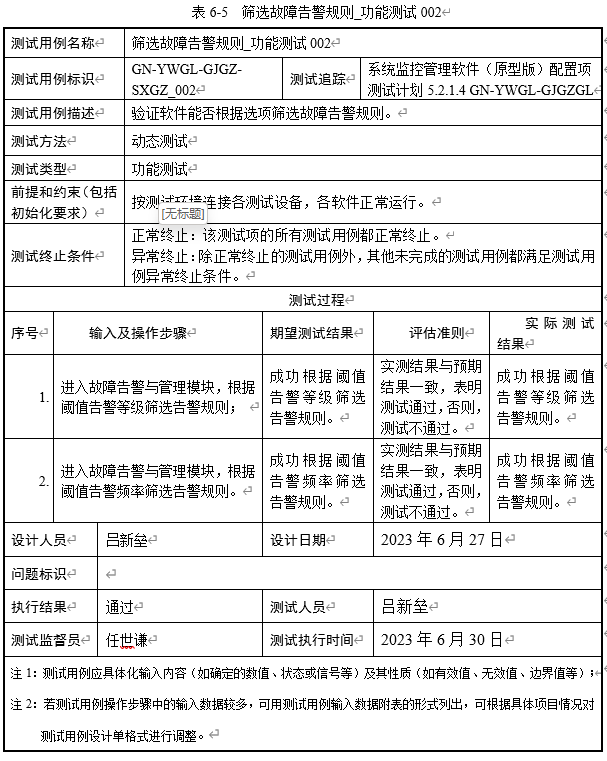 表 6-5 筛选故障告警规则_功能测试 002
测试用例名称 筛选故障告警规则_功能测试 002
测试用例标识 GN-YWGL-GJGZ-SXGZ_002 测试追踪 系统监控管理软件（原型版）配置项测试计划 5.2.1.4 GN-YWGL-GJGZGL
测试用例描述 验证软件能否根据选项筛选故障告警规则。
测试方法 动态测试
测试类型 功能测试
前提和约束（包括初始化要求） 按测试环境连接各测试设备，各软件正常运行。
[无标题]
测试终止条件 正常终止：该测试项的所有测试用例都正常终止。
异常终止：除正常终止的测试用例外，其他未完成的测试用例都满足测试用例异常终止条件。
测试过程
序号 输入及操作步骤 期望测试结果 评估准则 实际测试结果
1. 进入故障告警与管理模块，根据阈值告警等级筛选告警规则； 成功根据阈值告警等级筛选告警规则。 实测结果与预期结果一致，表明测试通过，否则，测试不通过。 成功根据阈值告警等级筛选告警规则。
2. 进入故障告警与管理模块，根据阈值告警频率筛选告警规则。 成功根据阈值告警频率筛选告警规则。 实测结果与预期结果一致，表明测试通过，否则，测试不通过。 成功根据阈值告警频率筛选告警规则。
设计人员 吕新垒 设计日期 2023 年 6 月 27 日
问题标识
执行结果 通过 测试人员 吕新垒
测试监督员 任世谦 测试执行时间 2023 年 6 月 30 日
注 1：测试用例应具体化输入内容（如确定的数值、状态或信号等）及其性质（如有效值、无效值、边界值等）；
注 2：若测试用例操作步骤中的输入数据较多，可用测试用例输入数据附表的形式列出，可根据具体项目情况对
测试用例设计单格式进行调整。